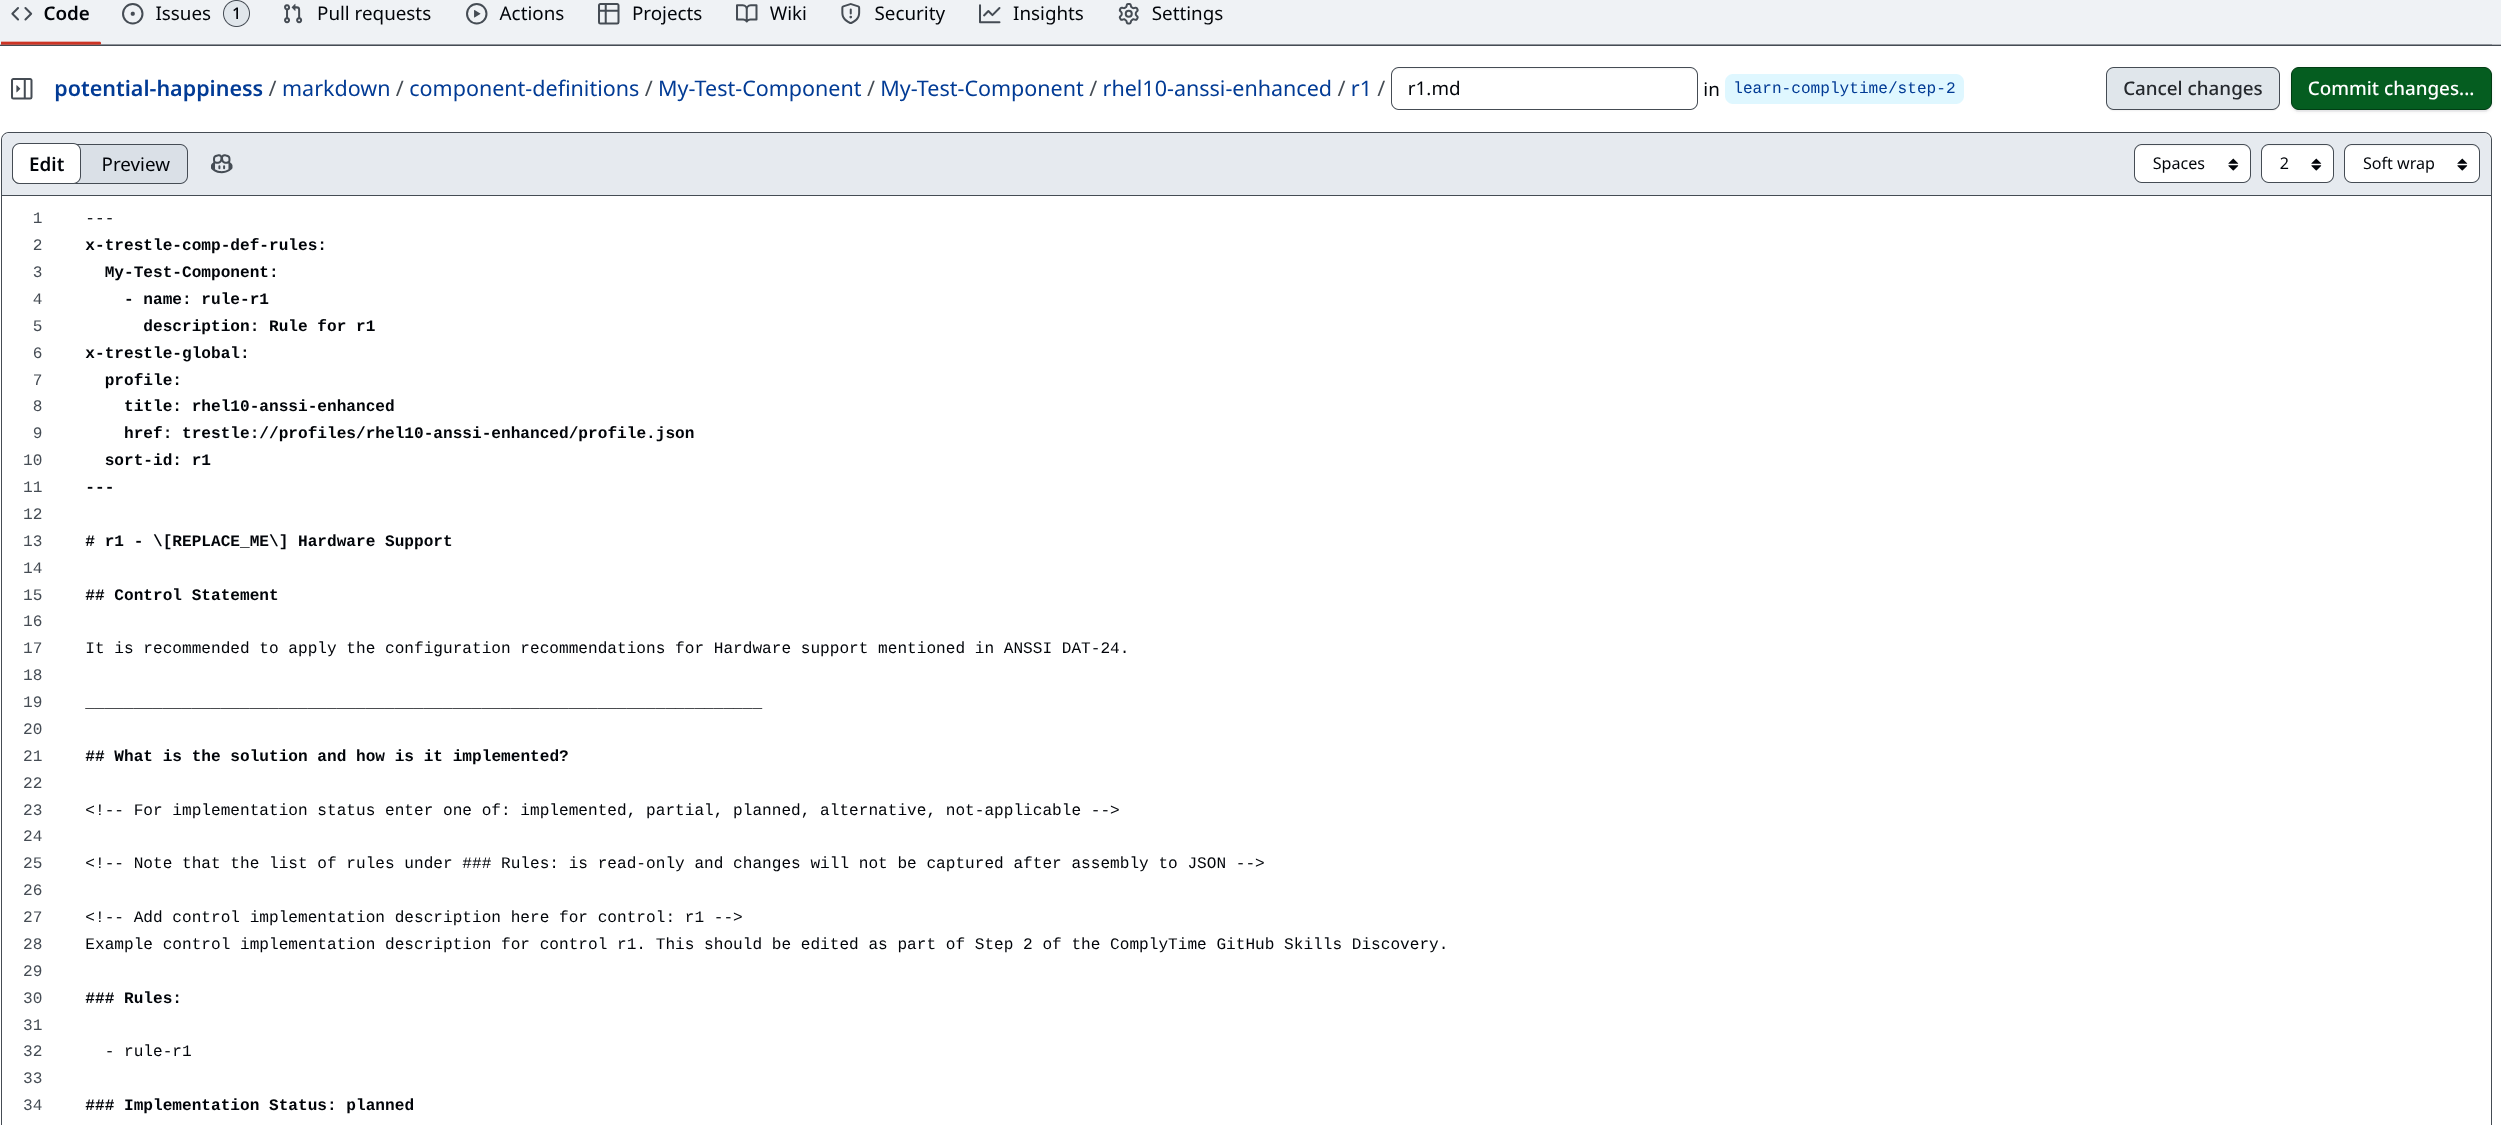 Code Issues 1 Pull requests Actions Projects Wiki Security Insights Settings
potential-happiness / markdown / component-definitions / My-Test-Component / My-Test-Component / rhel10-anssi-enhanced / r1 / r1.md in learn-complytime/step-2 Cancel changes Commit changes...
Edit Preview Spaces 2 Soft wrap
1 ---
2 x-trestle-comp-def-rules:
3   My-Test-Component:
4     - name: rule-r1
5       description: Rule for r1
6 x-trestle-global:
7   profile:
8     title: rhel10-anssi-enhanced
9     href: trestle://profiles/rhel10-anssi-enhanced/profile.json
10   sort-id: r1
11 ---
12
13 # r1 - \[REPLACE_ME\] Hardware Support
14
15 ## Control Statement
16
17 It is recommended to apply the configuration recommendations for Hardware support mentioned in ANSSI DAT-24.
18
19 ______________________________________________________________________
20
21 ## What is the solution and how is it implemented?
22
23 <!-- For implementation status enter one of: implemented, partial, planned, alternative, not-applicable -->
24
25 <!-- Note that the list of rules under ### Rules: is read-only and changes will not be captured after assembly to JSON -->
26
27 <!-- Add control implementation description here for control: r1 -->
28 Example control implementation description for control r1. This should be edited as part of Step 2 of the ComplyTime GitHub Skills Discovery.
29
30 ### Rules:
31
32   - rule-r1
33
34 ### Implementation Status: planned